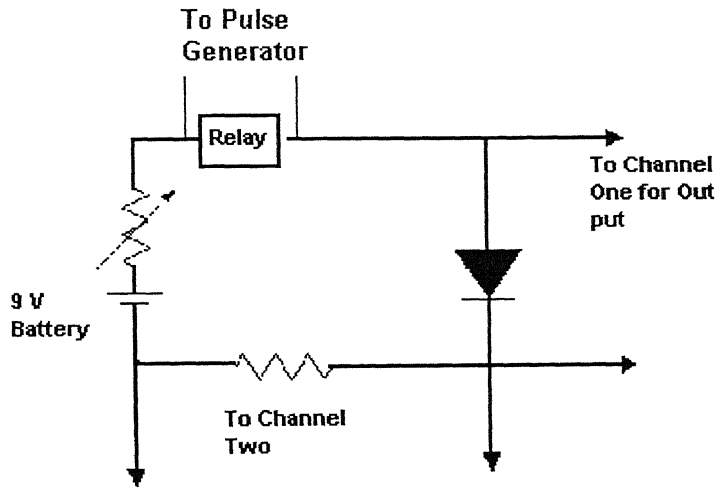 To Pulse
Generator
Relay
To Channel
One for Out
put
9 V
Battery
To Channel
Two